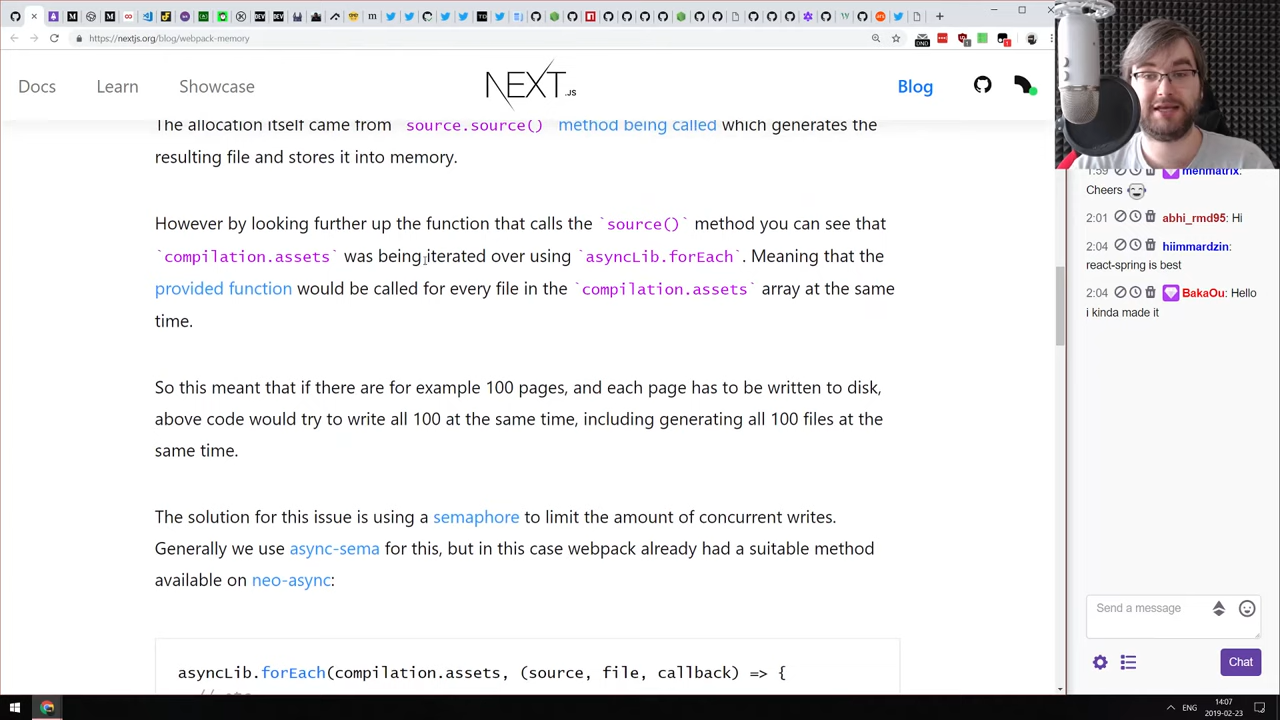 https://nextjs.org/blog/webpack-memory
Docs
Learn
Showcase
NEXT.JS
Blog
The allocation itself came from `source.source()` method being called which generates the
resulting file and stores it into memory.
However by looking further up the function that calls the `source()` method you can see that
`compilation.assets` was being iterated over using `asyncLib.forEach`. Meaning that the
provided function would be called for every file in the `compilation.assets` array at the same
time.
So this meant that if there are for example 100 pages, and each page has to be written to disk,
above code would try to write all 100 at the same time, including generating all 100 files at the
same time.
The solution for this issue is using a semaphore to limit the amount of concurrent writes.
Generally we use async-sema for this, but in this case webpack already had a suitable method
available on neo-async:
asyncLib.forEach(compilation.assets, (source, file, callback) => {
1:59 menmatrix:
Cheers
2:01 abhi_rmd95: Hi
2:04 hiimmardzin:
react-spring is best
2:04 BakaOu: Hello
i kinda made it
Send a message
Chat
ENG
14:07
2019-02-23